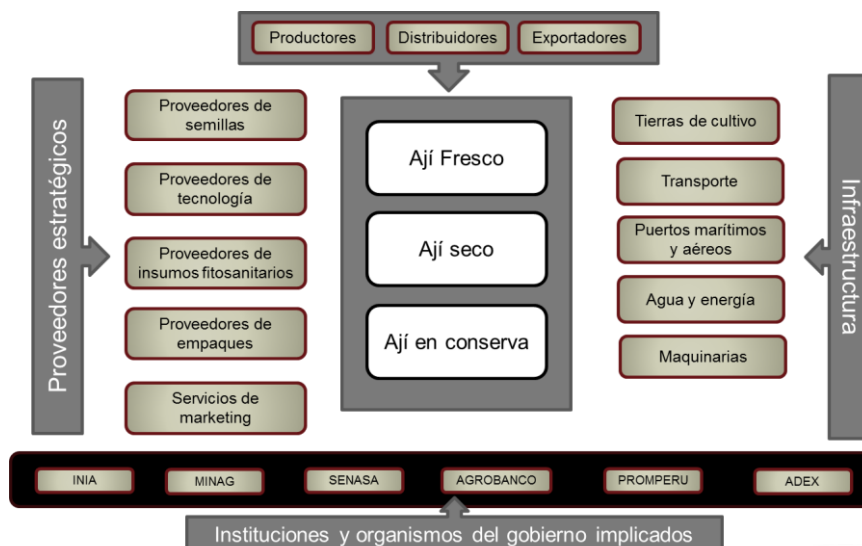 Productores
Distribuidores
Exportadores
Proveedores estratégicos
Proveedores de
semillas
Proveedores de
tecnología
Proveedores de
insumos fitosanitarios
Proveedores de
empaques
Servicios de
marketing
Ají Fresco
Ají seco
Ají en conserva
Tierras de cultivo
Transporte
Puertos marítimos
y aéreos
Agua y energía
Maquinarias
Infraestructura
INIA
MINAG
SENASA
AGROBANCO
PROMPERU
ADEX
Instituciones y organismos del gobierno implicados